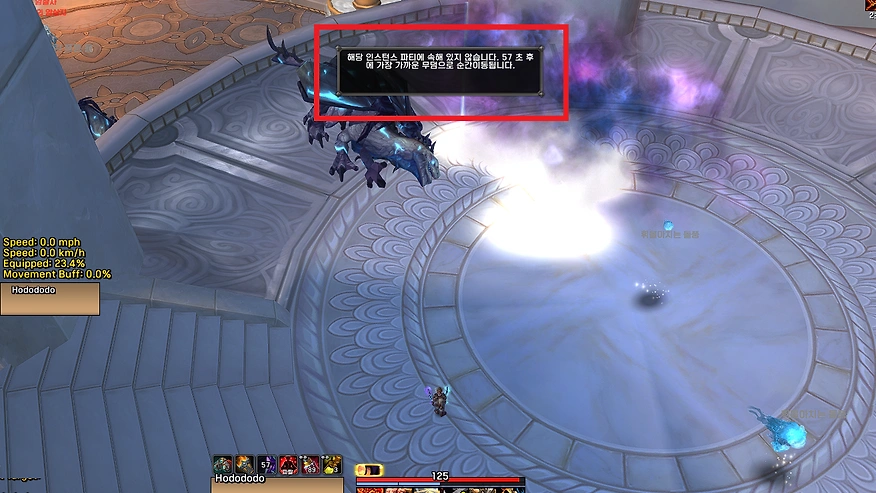 해당 인스턴스 파티에 속해 있지 않습니다. 57 초 후
에 가장 가까운 무덤으로 순간이동됩니다.
Speed: 0.0 mph
Speed: 0.0 km/h
Equipped: 23.4%
Movement Buff: 0.0%
Hodododo
57
Hodododo
125